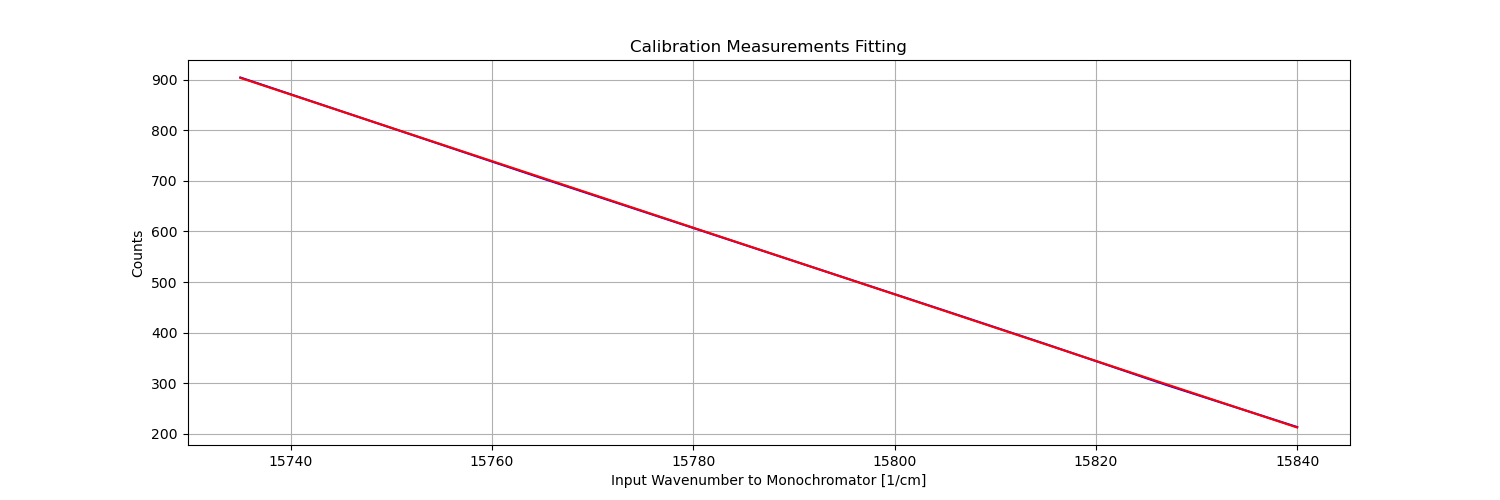 Calibration Measurements Fitting
Counts
900
800
700
600
500
400
300
200
15740 15760 15780 15800 15820 15840
Input Wavenumber to Monochromator [1/cm]